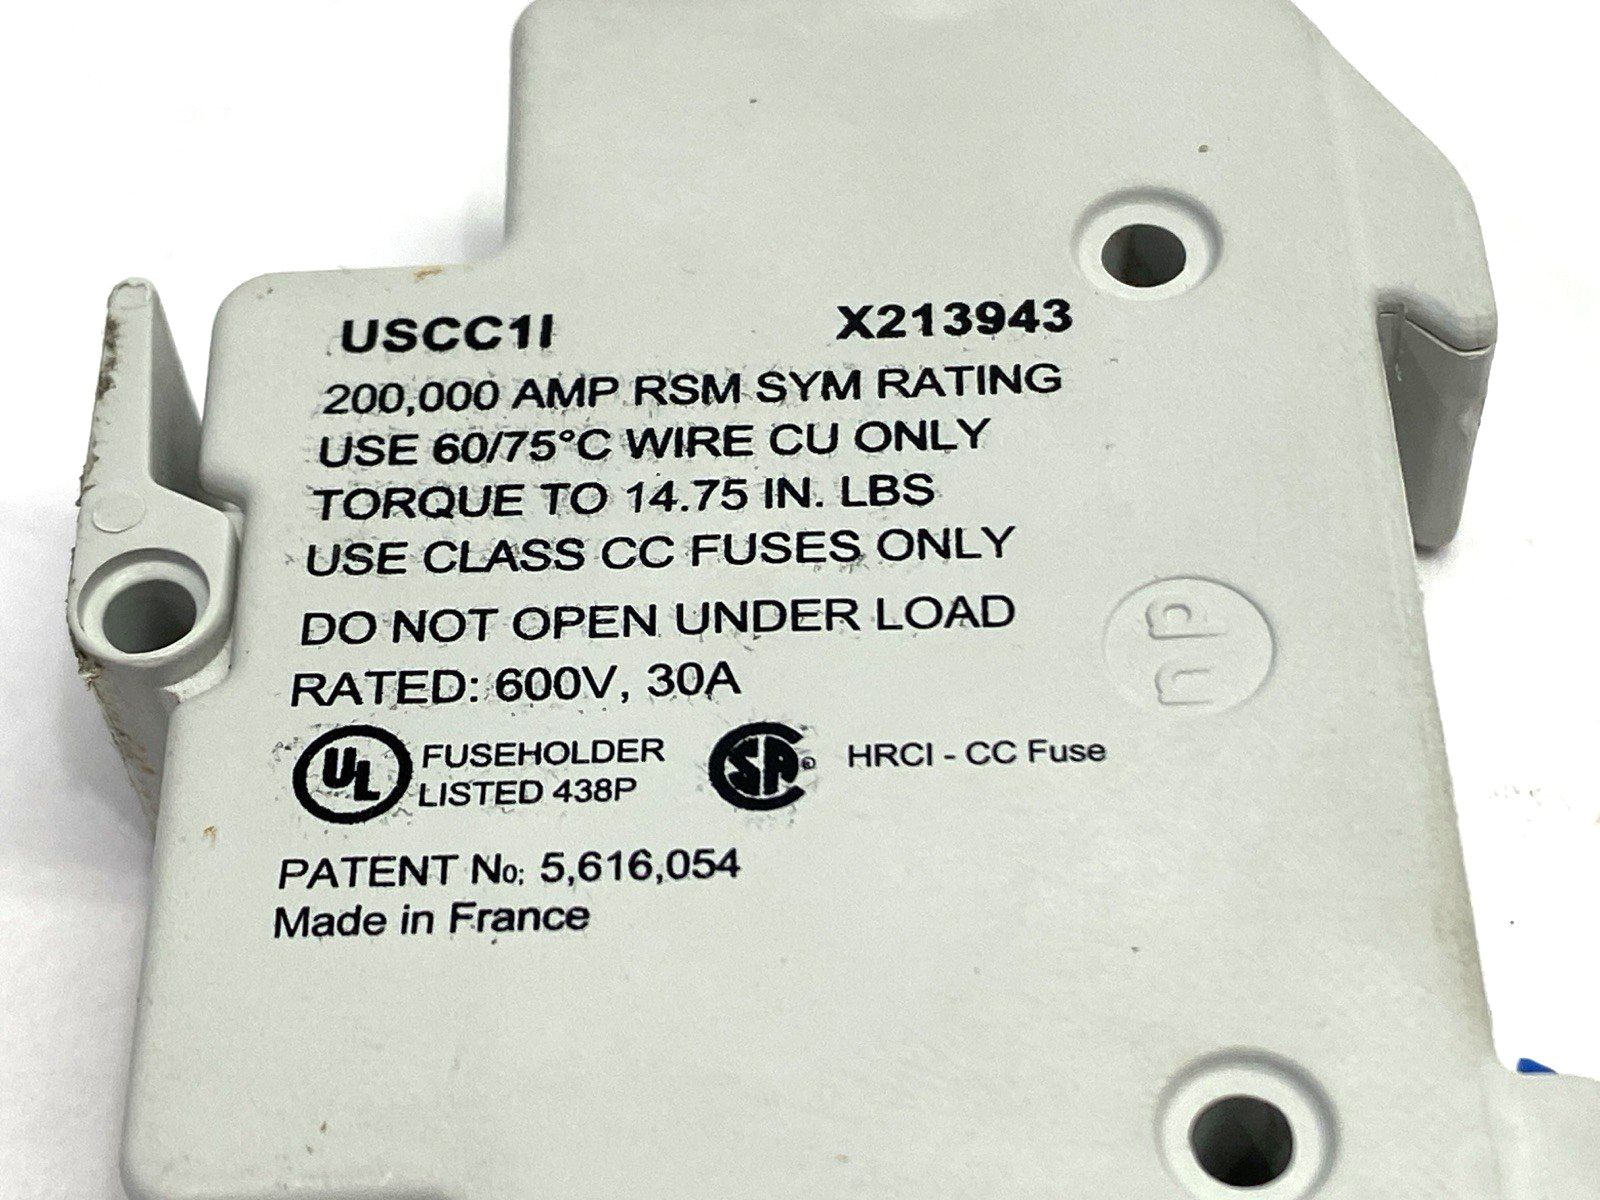 USCC1I X213943
200,000 AMP RSM SYM RATING
USE 60/75°C WIRE CU ONLY
TORQUE TO 14.75 IN. LBS
USE CLASS CC FUSES ONLY
DO NOT OPEN UNDER LOAD
RATED: 600V, 30A
UL FUSEHOLDER
LISTED 438P
SA ® HRCI - CC Fuse
PATENT No: 5,616,054
Made in France